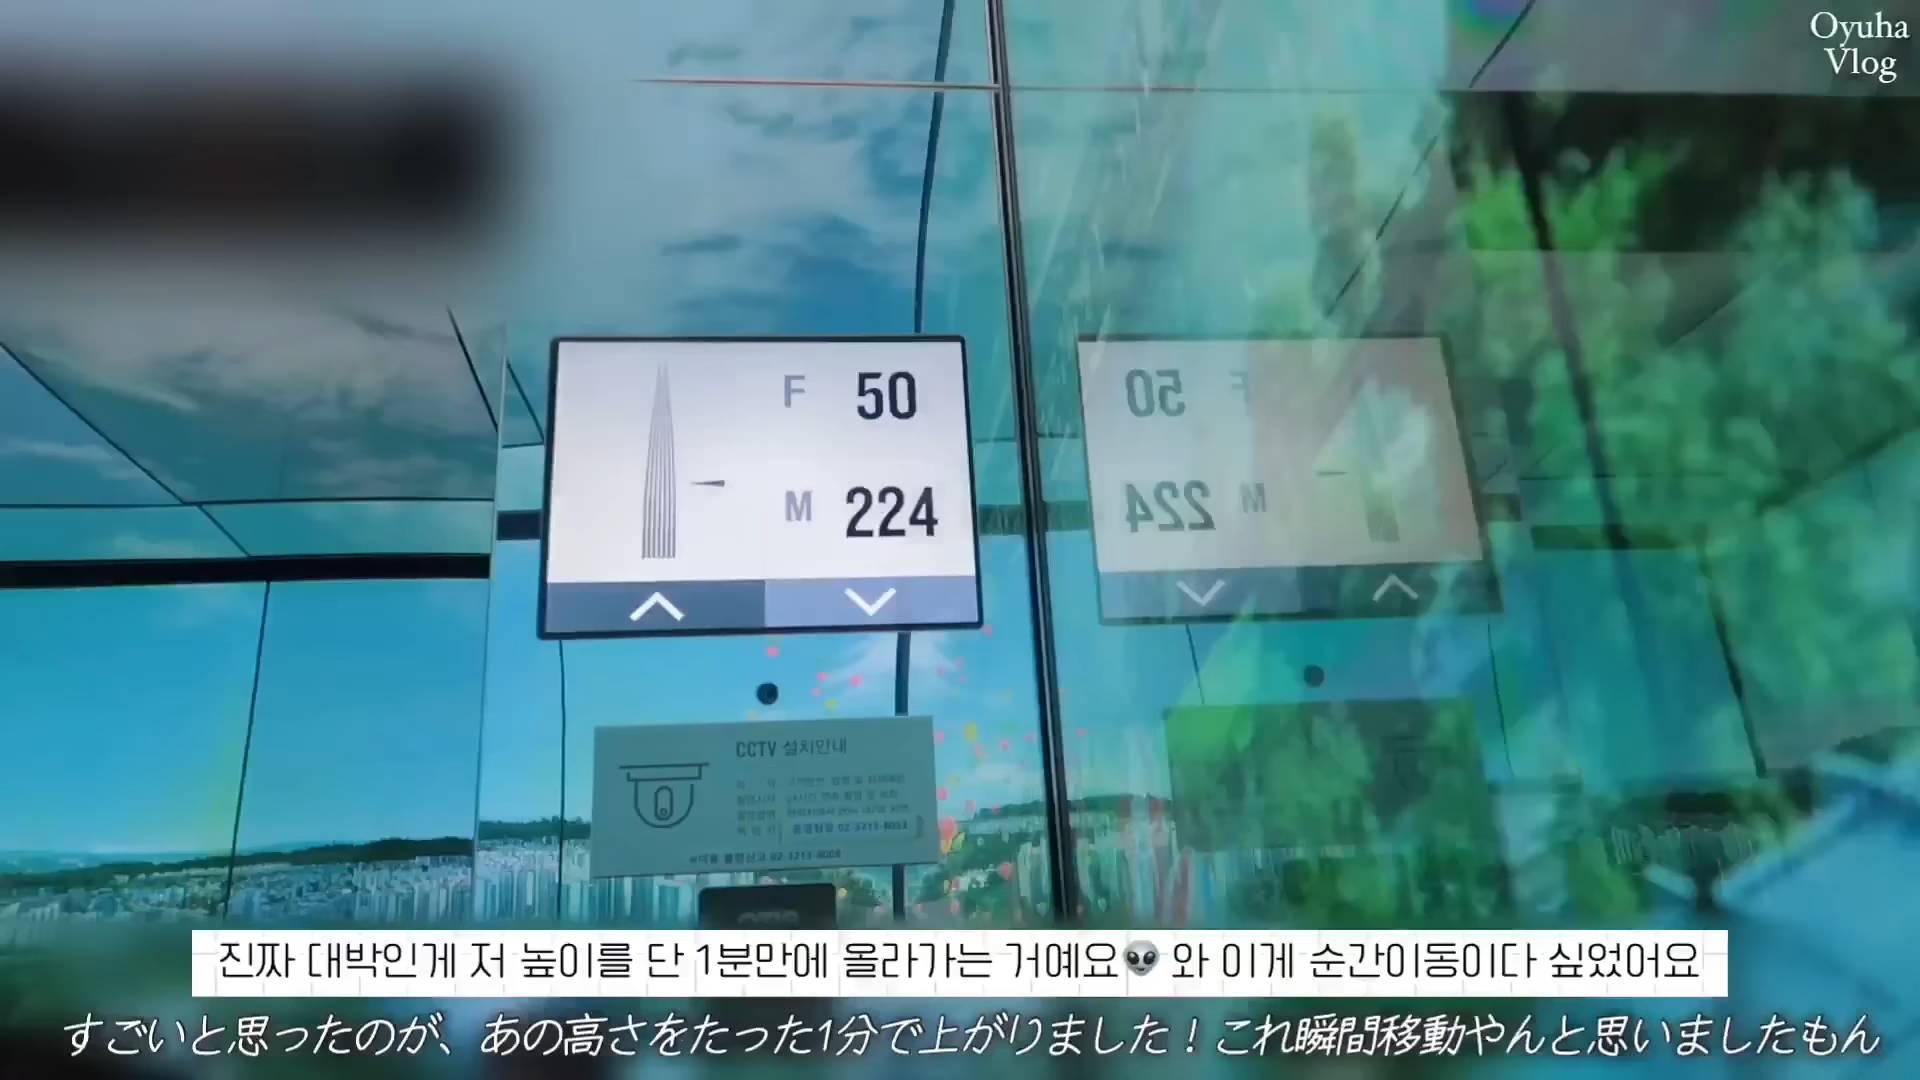 Oyuha
Vlog
F 50
M 224
CCTV 설치안내
02-3213-8008
진짜 대박인게 저 높이를 단 1분만에 올라가는 거예요👽 와 이게 순간이동이다 싶었어요
すごいと思ったのが、あの高さをたった1分で上がりました！これ瞬間移動やんと思いましたもん